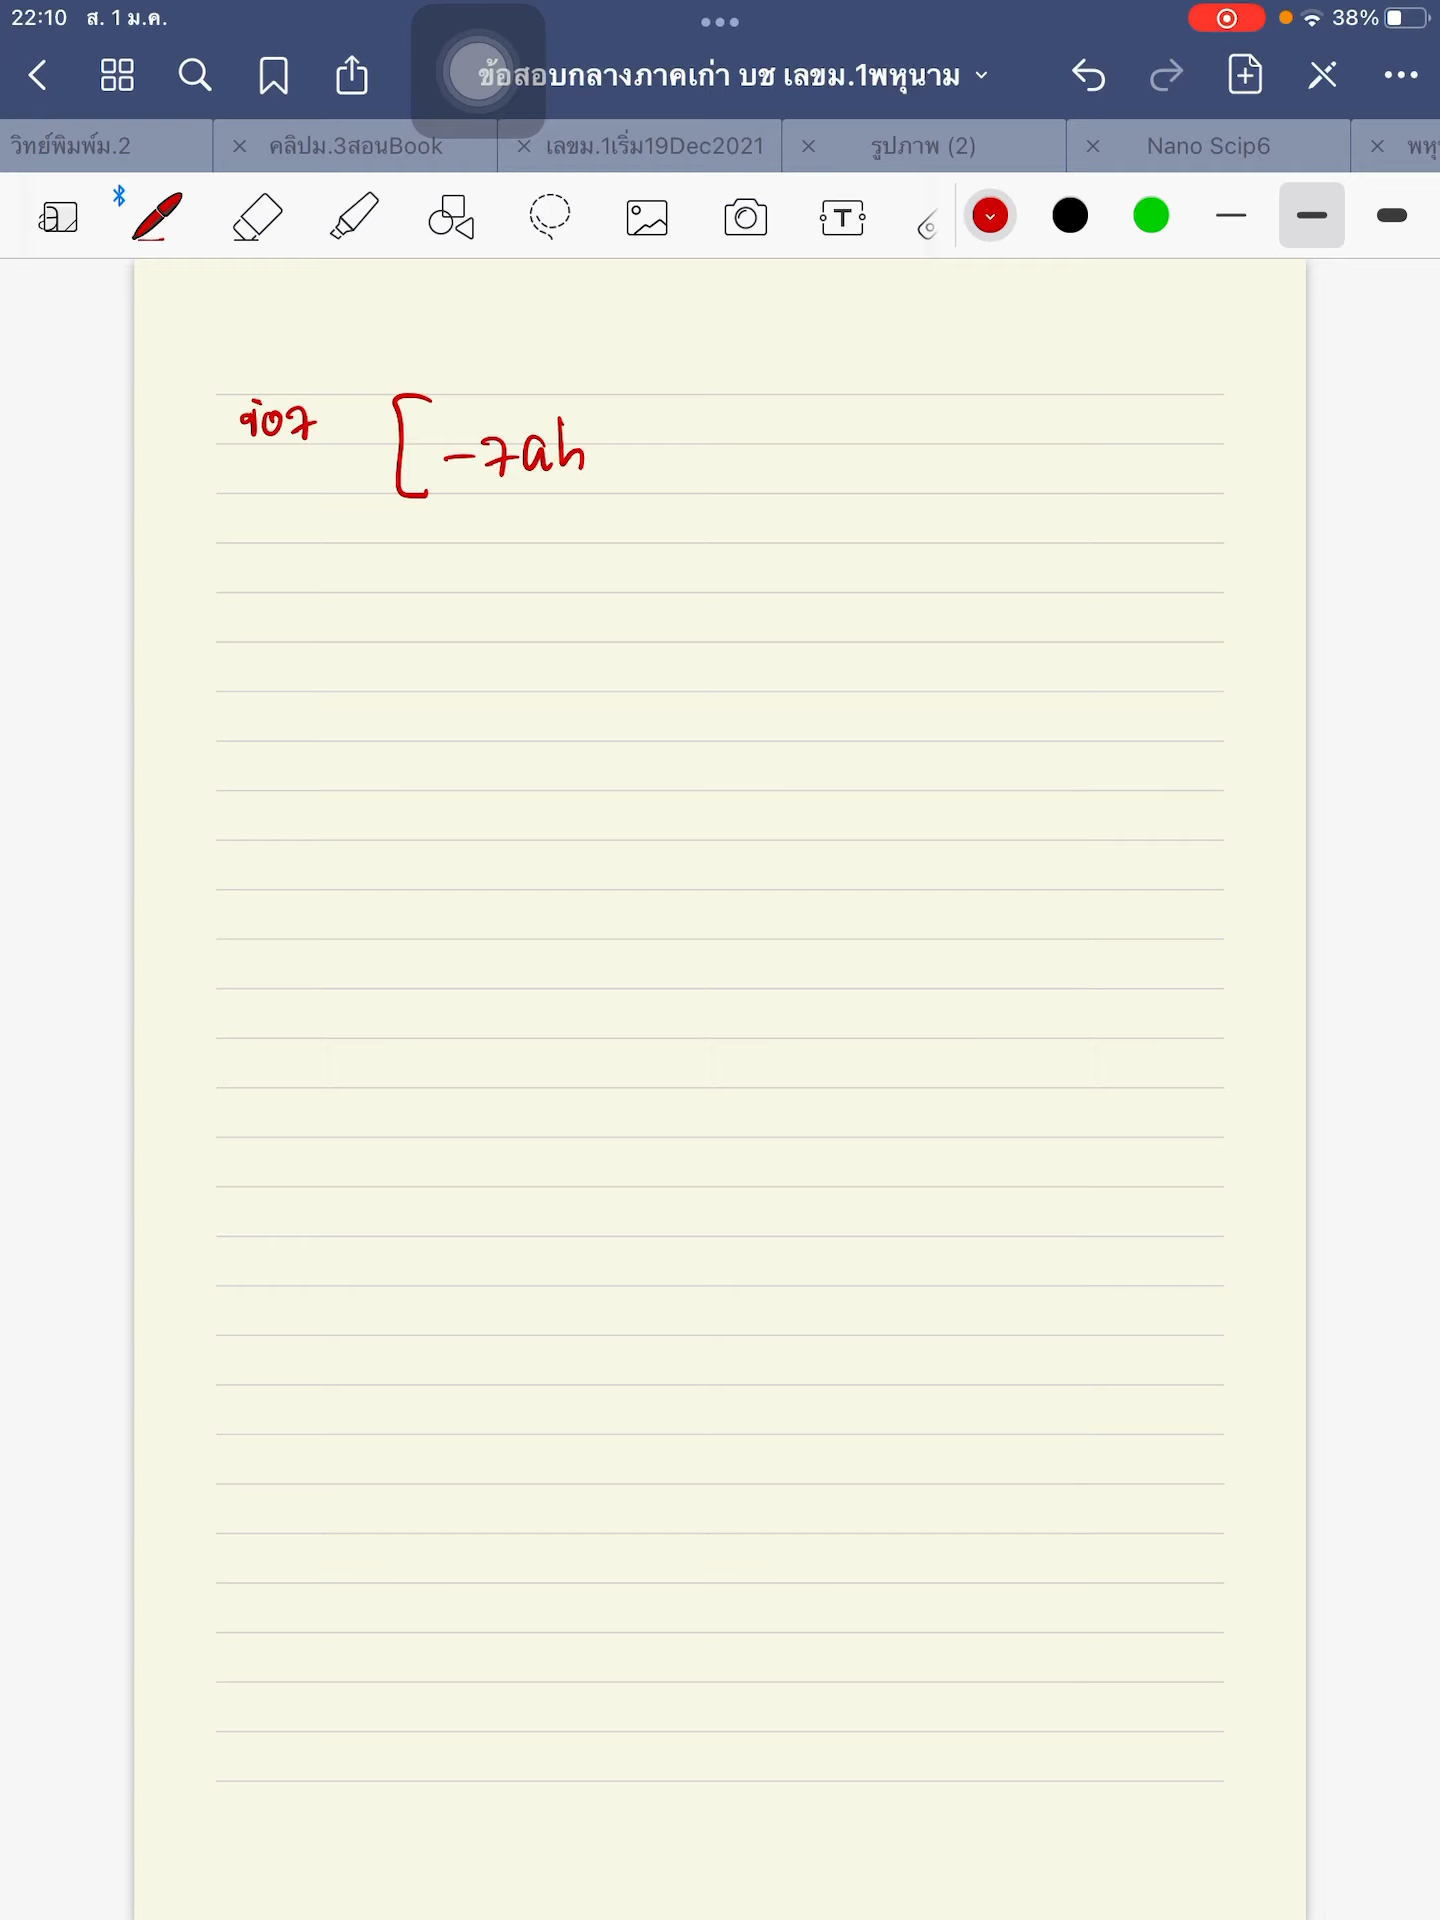 22:10 ส. 1 ม.ค. 38%
ข้อสอบกลางภาคเก่า บช เลขม.1พหุนาม
วิทย์พิมพ์ม.2 คลิปม.3สอนBook เลขม.1เริ่ม19Dec2021 รูปภาพ (2) Nano Scip6
ข้อ7 [ -7ah